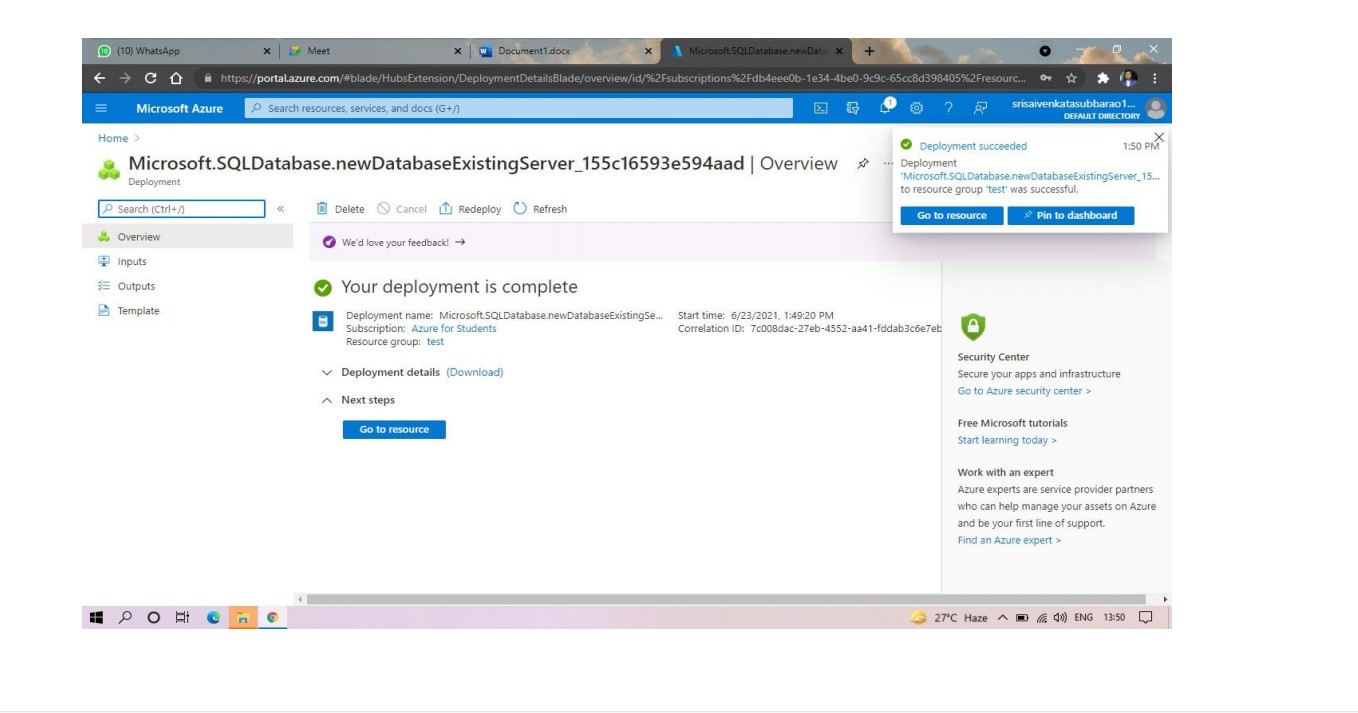 (10) WhatsApp
Meet
Document1.docx
Microsoft.SQLDatabase.newData
https://portal.azure.com/#blade/HubsExtension/DeploymentDetailsBlade/overview/id/%2Fsubscriptions%2Fdb4eee0b-1e34-4be0-9c9c-65cc8d398405%2Fresourc...
Microsoft Azure
Search resources, services, and docs (G+/)
1
srisaivenkatasubbarao1...
DEFAULT DIRECTORY
Home >
Microsoft.SQLDatabase.newDatabaseExistingServer_155c16593e594aad | Overview
Deployment
Deployment succeeded 1:50 PM
Deployment
'Microsoft.SQLDatabase.newDatabaseExistingServer_15...
to resource group 'test' was successful.
Go to resource
Pin to dashboard
Search (Ctrl+/)
Delete Cancel Redeploy Refresh
Overview
Inputs
Outputs
Template
We'd love your feedback! →
Your deployment is complete
Deployment name: Microsoft.SQLDatabase.newDatabaseExistingSe...
Subscription: Azure for Students
Resource group: test
Start time: 6/23/2021, 1:49:20 PM
Correlation ID: 7c008dac-27eb-4552-aa41-fddab3c6e7eb
Deployment details (Download)
Next steps
Go to resource
Security Center
Secure your apps and infrastructure
Go to Azure security center >
Free Microsoft tutorials
Start learning today >
Work with an expert
Azure experts are service provider partners
who can help manage your assets on Azure
and be your first line of support.
Find an Azure expert >
27°C Haze ENG 13:50